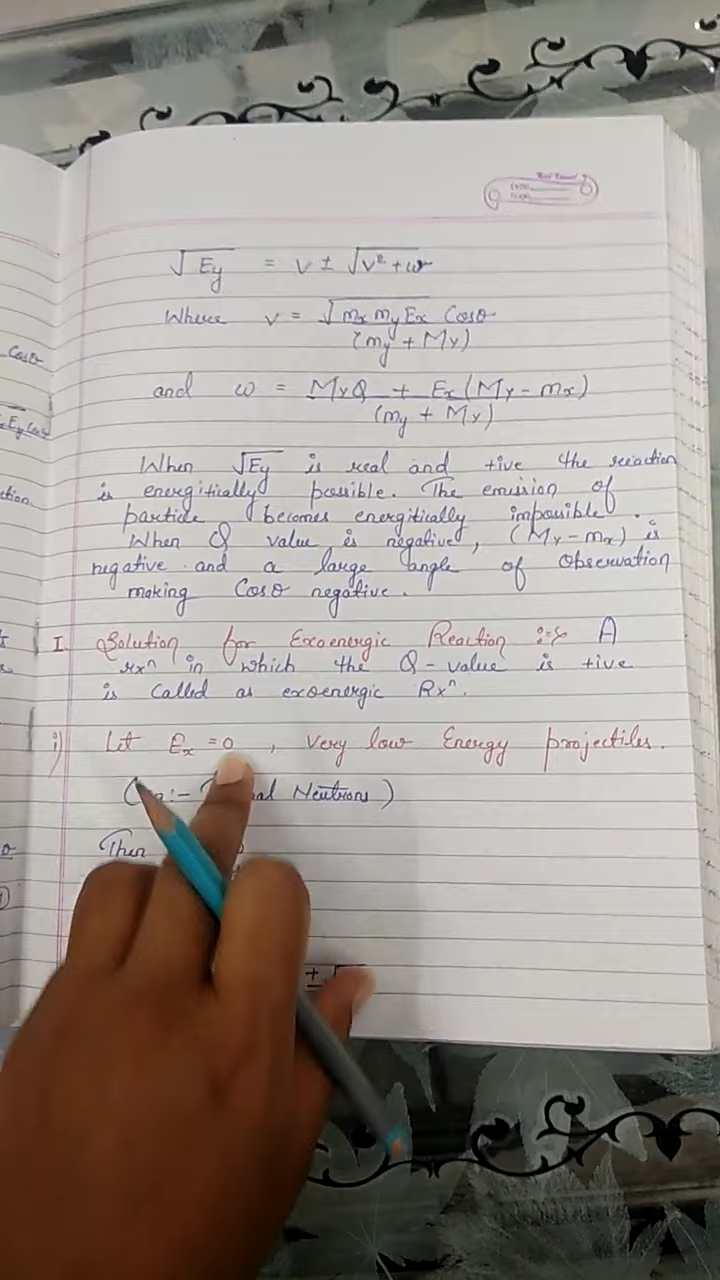 √Ey = v ± √v² + w
Where v = √mx my Ex Cosθ
(my + MY)
and w = MYQ + Ex(MY - mx)
(my + MY)
When √Ey is real and +ive the reaction
is energitically possible. The emission of
particle becomes energitically impossible.
When Q value is negative, (MY - mx) is
negative and a large angle of observation
making Cosθ negative.
I Solution for Exoenergic Reaction :- A
rxn in which the Q-value is +ive
is called as exoenergic Rxn.
i) Let Ex = 0, Very low Energy projectiles.
Neutrons)
Then
Cosθ